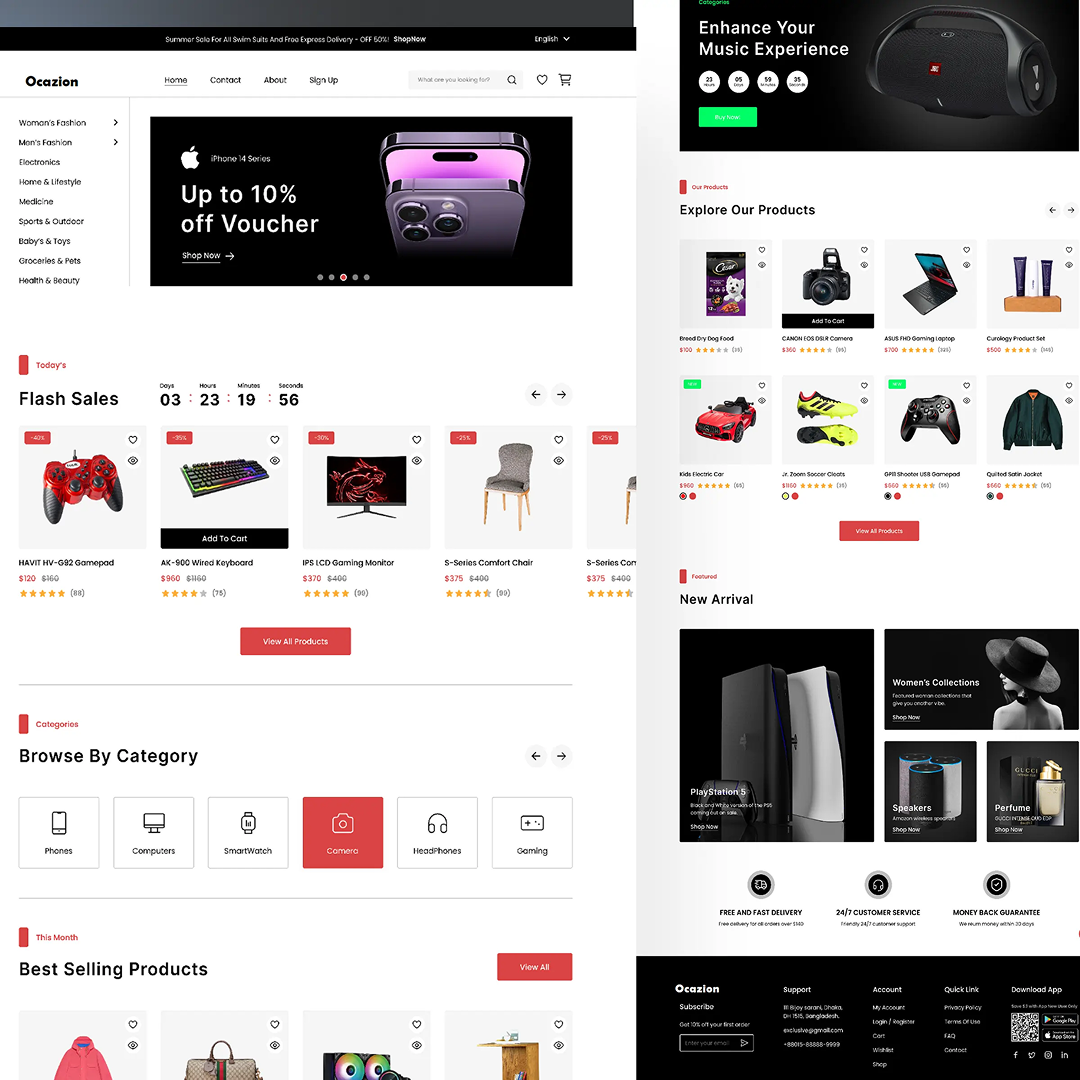 Summer Sale For All Swim Suits And Free Express Delivery - OFF 50%! ShopNow
English
Ocazion
Home
Contact
About
Sign Up
What are you looking for?
Woman's Fashion
Men's Fashion
Electronics
Home & Lifestyle
Medicine
Sports & Outdoor
Baby's & Toys
Groceries & Pets
Health & Beauty
iPhone 14 Series
Up to 10%
off Voucher
Shop Now
Today's
Flash Sales
Days Hours Minutes Seconds
03 : 23 : 19 : 56
-40%
-35%
-30%
-25%
-25%
Add To Cart
HAVIT HV-G92 Gamepad
$120 $160
(88)
AK-900 Wired Keyboard
$960 $1160
(75)
IPS LCD Gaming Monitor
$370 $400
(99)
S-Series Comfort Chair
$375 $400
(99)
S-Series Com
$375 $400
View All Products
Categories
Browse By Category
Phones
Computers
SmartWatch
Camera
HeadPhones
Gaming
This Month
Best Selling Products
View All
Categories
Enhance Your
Music Experience
23 Hours
05 Days
59 Minutes
35
Buy Now!
JBL
Our Products
Explore Our Products
Cesar
Add To Cart
Breed Dry Dog Food
$100 (35)
CANON EOS DSLR Camera
$360 (95)
ASUS FHD Gaming Laptop
$700 (325)
Curology Product Set
$500 (145)
NEW
NEW
Kids Electric Car
$960 (65)
Jr. Zoom Soccer Cleats
$1160 (35)
GP11 Shooter USB Gamepad
$660 (55)
Quilted Satin Jacket
$660 (55)
View All Products
Featured
New Arrival
PlayStation 5
Black and White version of the PS5
coming out on sale.
Shop Now
Women's Collections
Featured woman collections that
give you another vibe.
Shop Now
Speakers
Amazon wireless speakers
Shop Now
GUCCI
Perfume
GUCCI INTENSE OUD EDP
Shop Now
FREE AND FAST DELIVERY
Free delivery for all orders over $140
24/7 CUSTOMER SERVICE
Friendly 24/7 customer support
MONEY BACK GUARANTEE
We reurn money within 30 days
Ocazion
Subscribe
Get 10% off your first order
Enter your email
Support
111 Bijoy sarani, Dhaka,
DH 1515, Bangladesh.
exclusive@gmail.com
+88015-88888-9999
Account
My Account
Login / Register
Cart
Wishlist
Shop
Quick Link
Privacy Policy
Terms Of Use
FAQ
Contact
Download App
Save $3 with App New User Only
Google Play
App Store